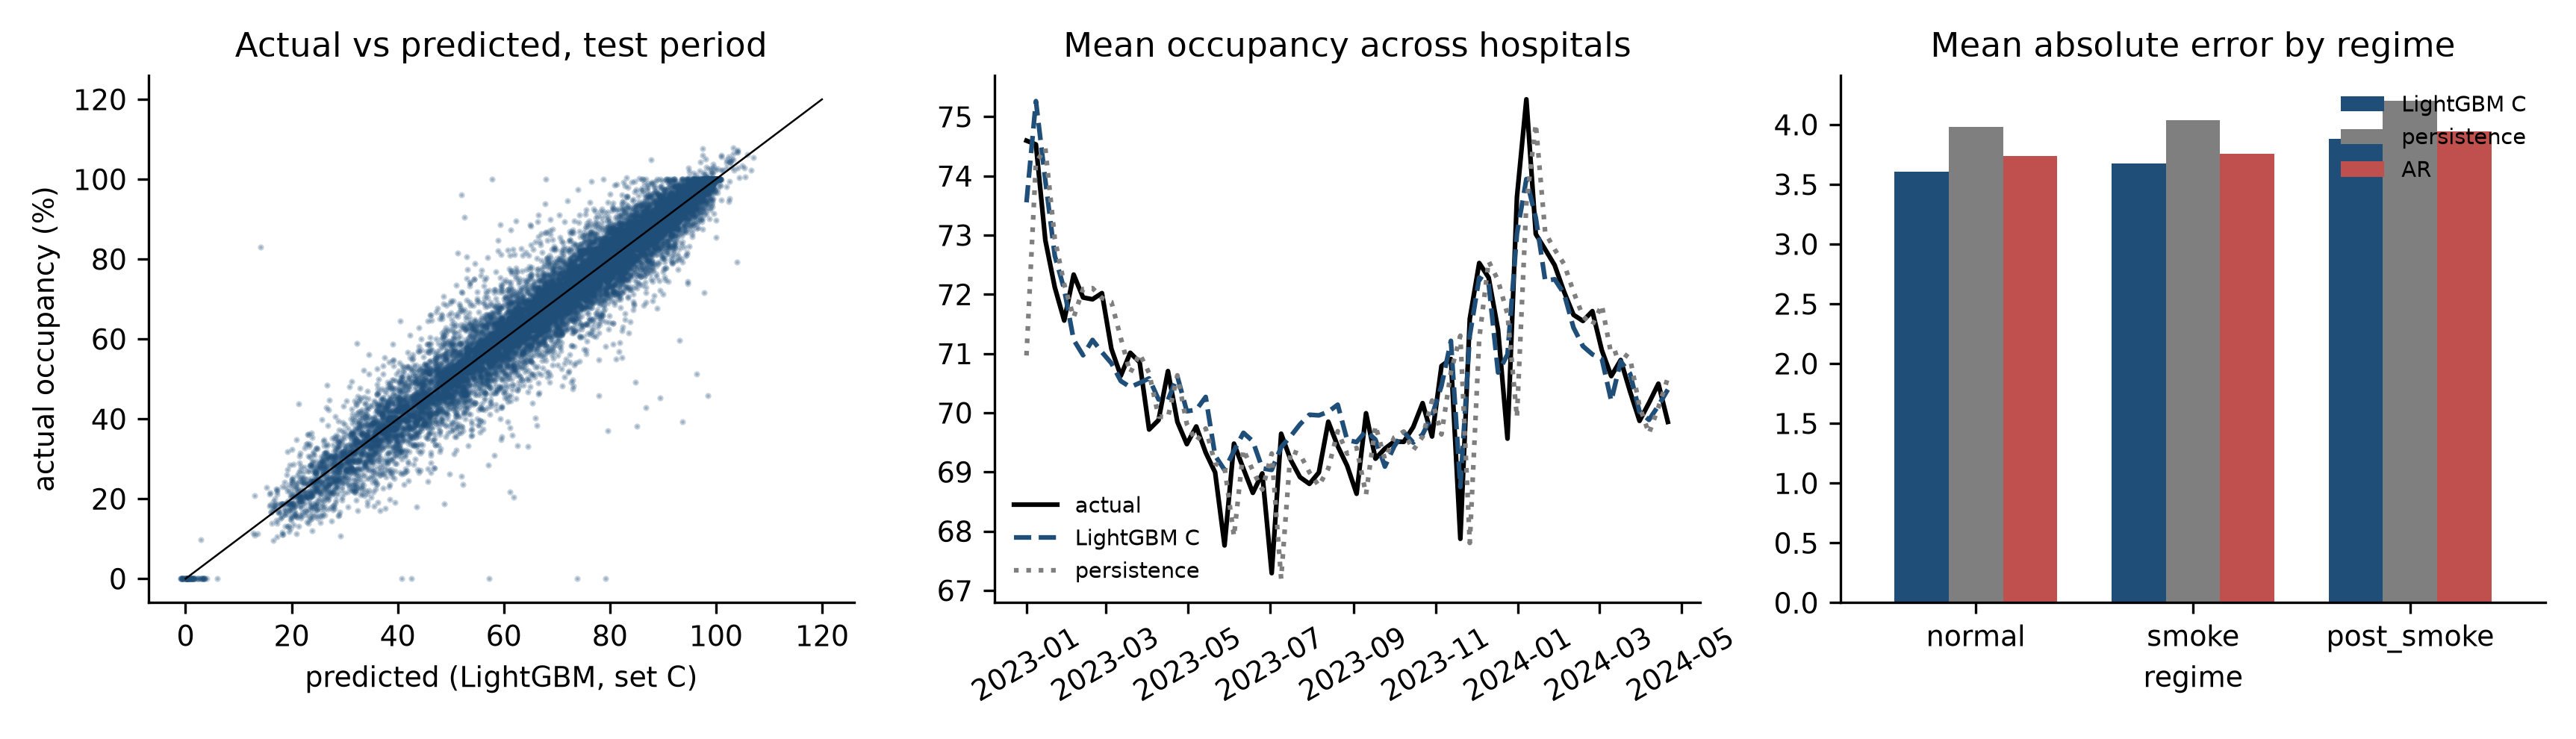 Actual vs predicted, test period
120
100
80
60
40
20
0
actual occupancy (%)
0 20 40 60 80 100 120
predicted (LightGBM, set C)
Mean occupancy across hospitals
75
74
73
72
71
70
69
68
67
actual
LightGBM C
persistence
2023-01 2023-03 2023-05 2023-07 2023-09 2023-11 2024-01 2024-03 2024-05
Mean absolute error by regime
4.0
3.5
3.0
2.5
2.0
1.5
1.0
0.5
0.0
LightGBM C
persistence
AR
normal smoke post_smoke
regime